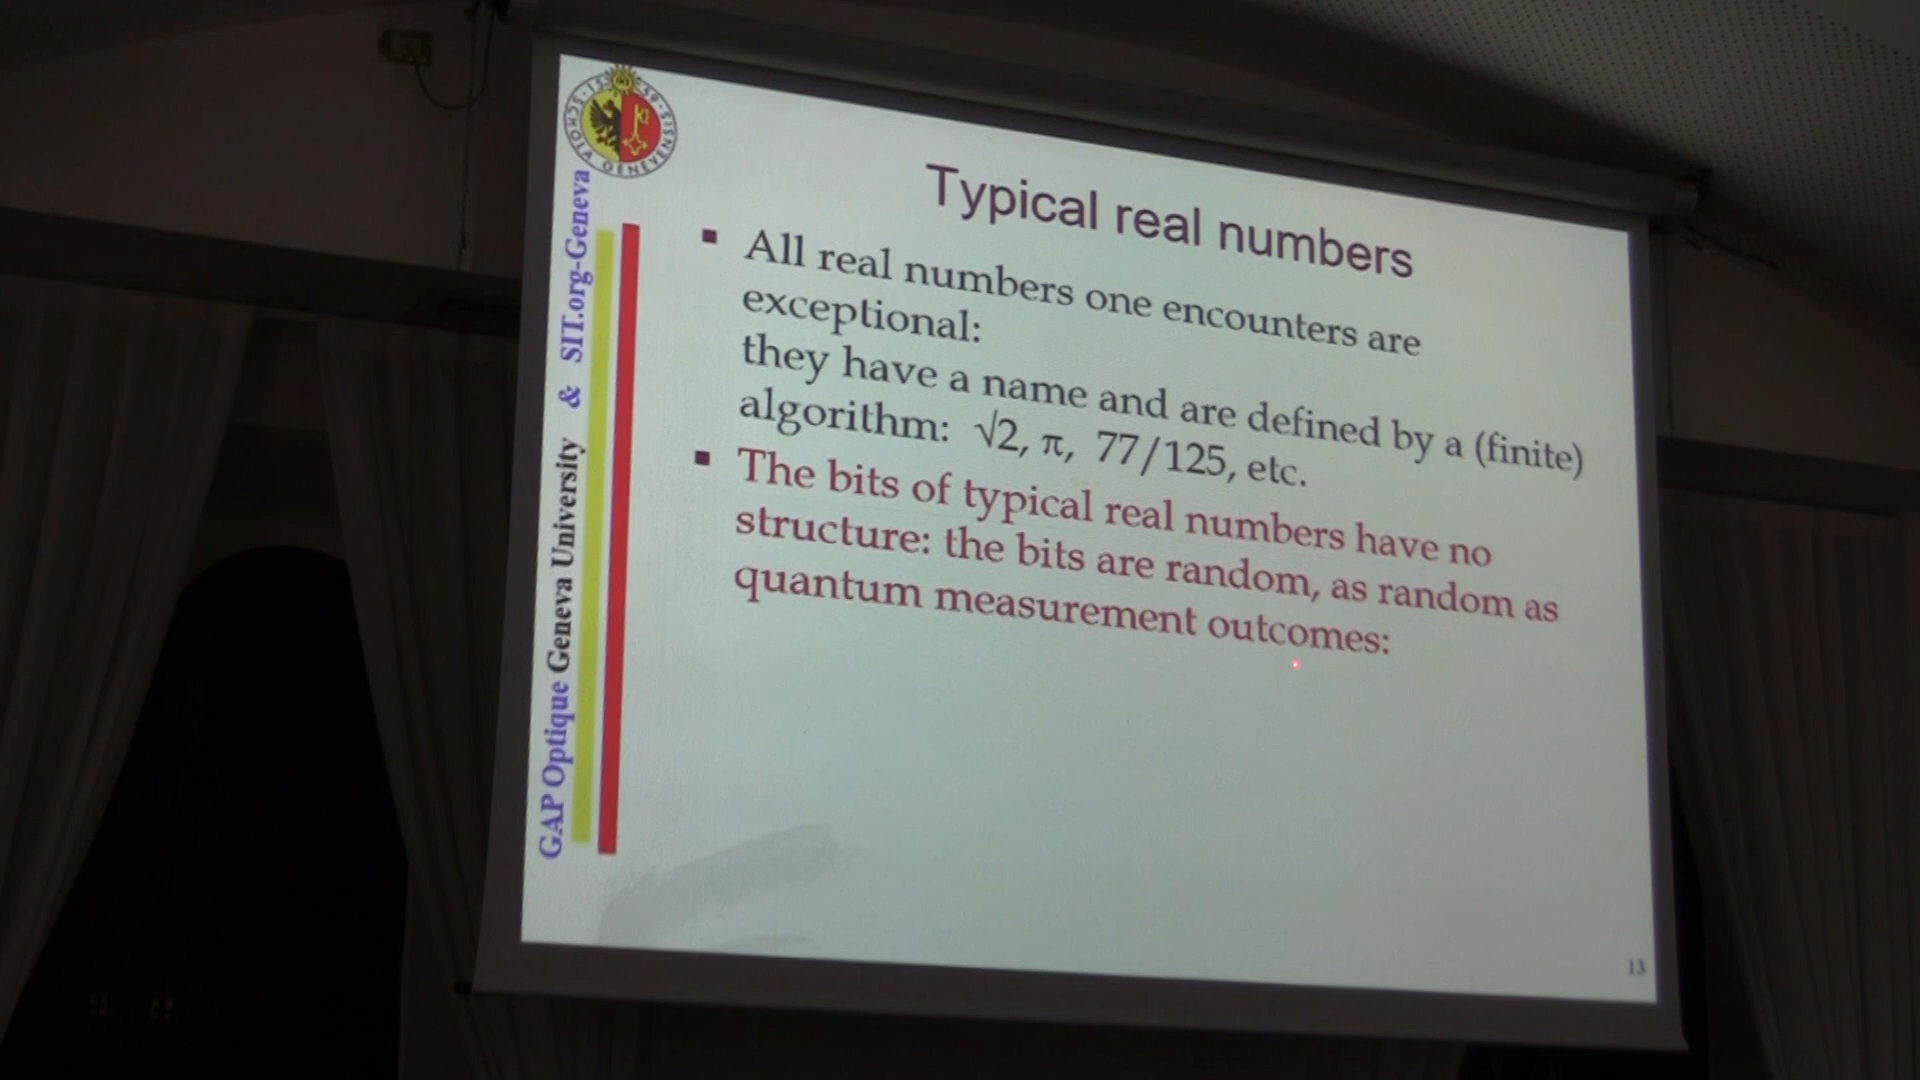 SCHOLA GENEVENSIS
Typical real numbers
▪ All real numbers one encounters are
exceptional:
they have a name and are defined by a (finite)
algorithm: √2, π, 77/125, etc.
▪ The bits of typical real numbers have no
structure: the bits are random, as random as
quantum measurement outcomes:
GAP Optique Geneva University & SIT.org-Geneva
13